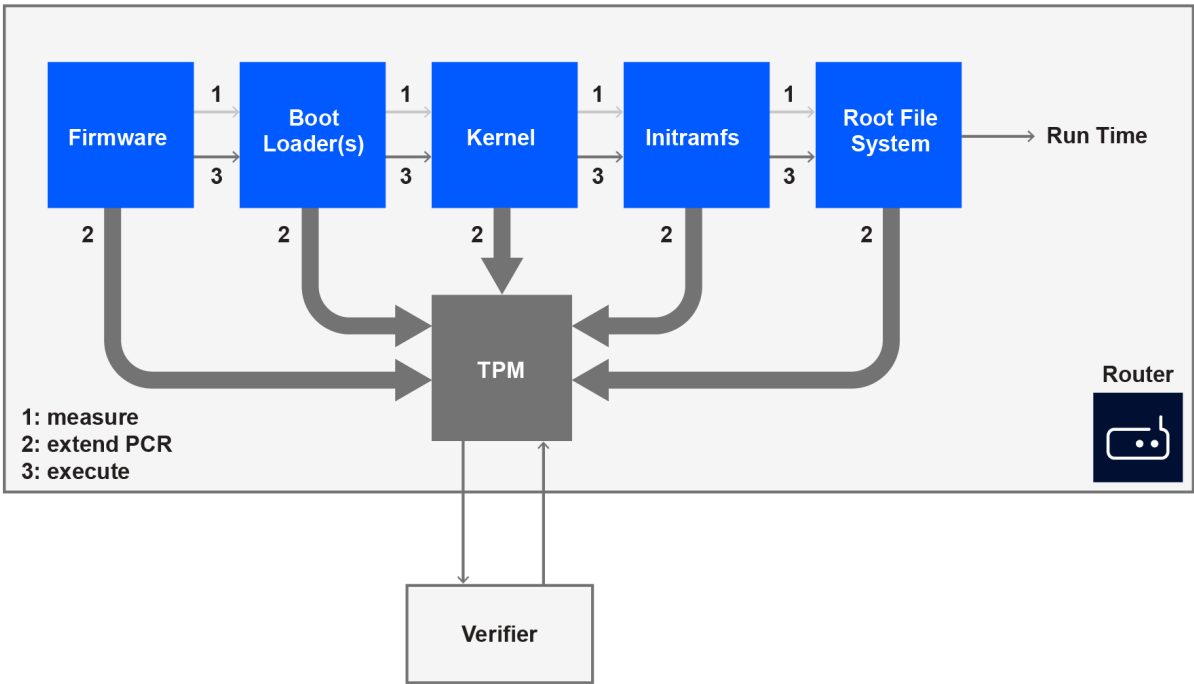 1
1
1
1
Firmware
Boot
Loader(s)
Kernel
Initramfs
Root File
System
Run Time
3
3
3
3
2
2
2
2
2
TPM
Router
1: measure
2: extend PCR
3: execute
Verifier